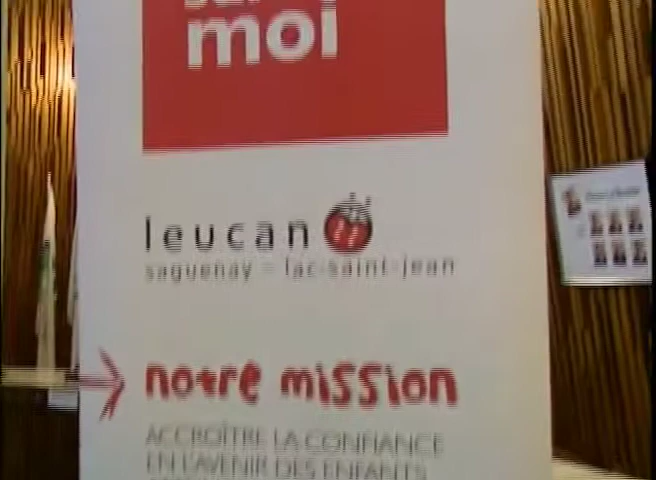 moi
leucan
saguenay - lac-saint-jean
notre mission
ACCROÎTRE LA CONFIANCE
EN L'AVENIR DES ENFANTS